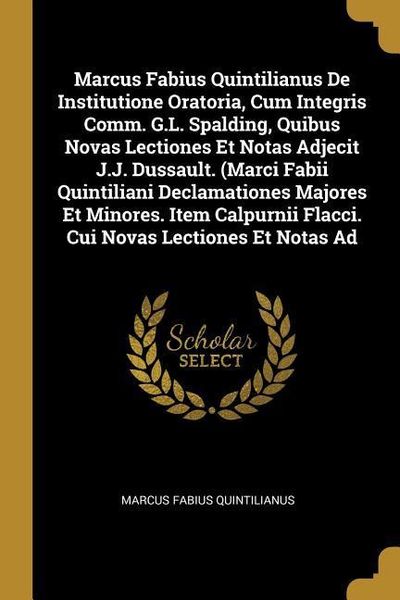 Marcus Fabius Quintilianus De
Institutione Oratoria, Cum Integris
Comm. G.L. Spalding, Quibus
Novas Lectiones Et Notas Adjecit
J.J. Dussault. (Marci Fabii
Quintiliani Declamationes Majores
Et Minores. Item Calpurnii Flacci.
Cui Novas Lectiones Et Notas Ad
Scholar
SELECT
MARCUS FABIUS QUINTILIANUS